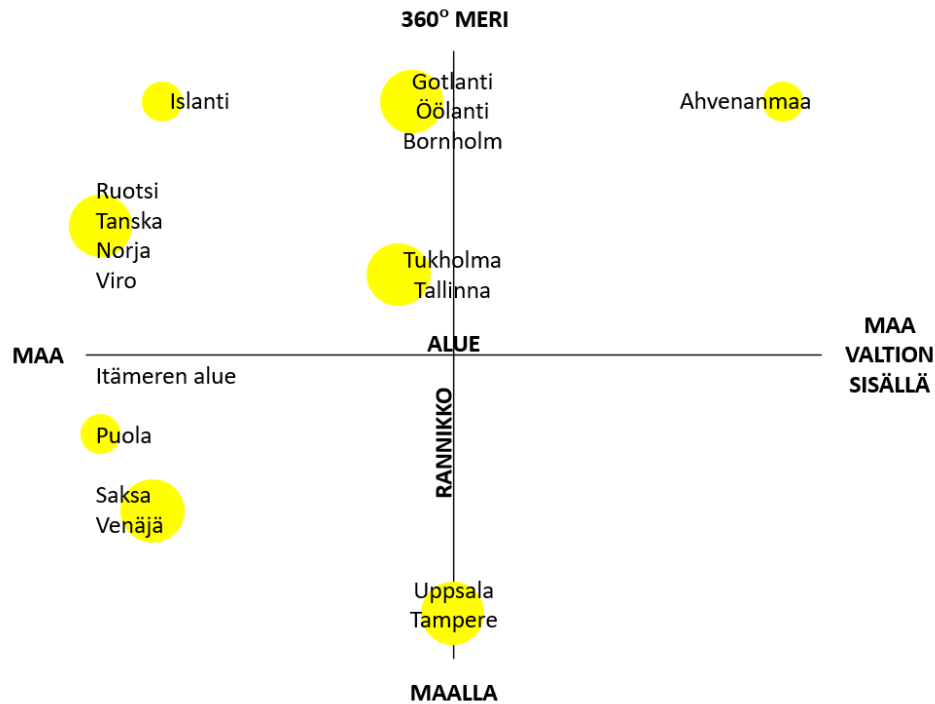 360° MERI
Islanti
Gotlanti
Öölanti
Bornholm
Ahvenanmaa
Ruotsi
Tanska
Norja
Viro
Tukholma
Tallinna
MAA
ALUE
MAA
VALTION
SISÄLLÄ
Itämeren alue
RANNIKKO
Puola
Saksa
Venäjä
Uppsala
Tampere
MAALLA